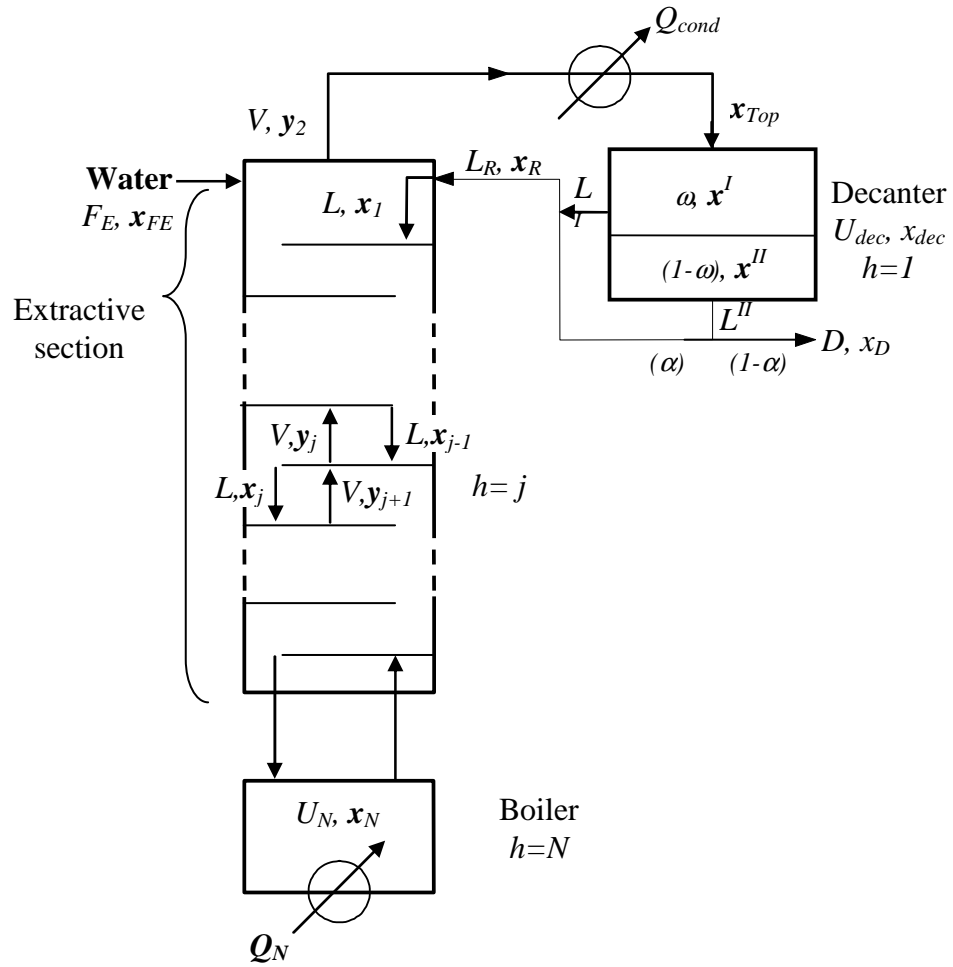 Q_cond
V, y_2
x_Top
Water
F_E, x_FE
L_R, x_R
L, x_1
L
I
ω, x^I
(1-ω), x^II
Decanter
U_dec, x_dec
h=1
Extractive
section
L^II
D, x_D
(α)
(1-α)
V,y_j
L,x_j-1
L,x_j
V,y_j+1
h= j
U_N, x_N
Boiler
h=N
Q_N